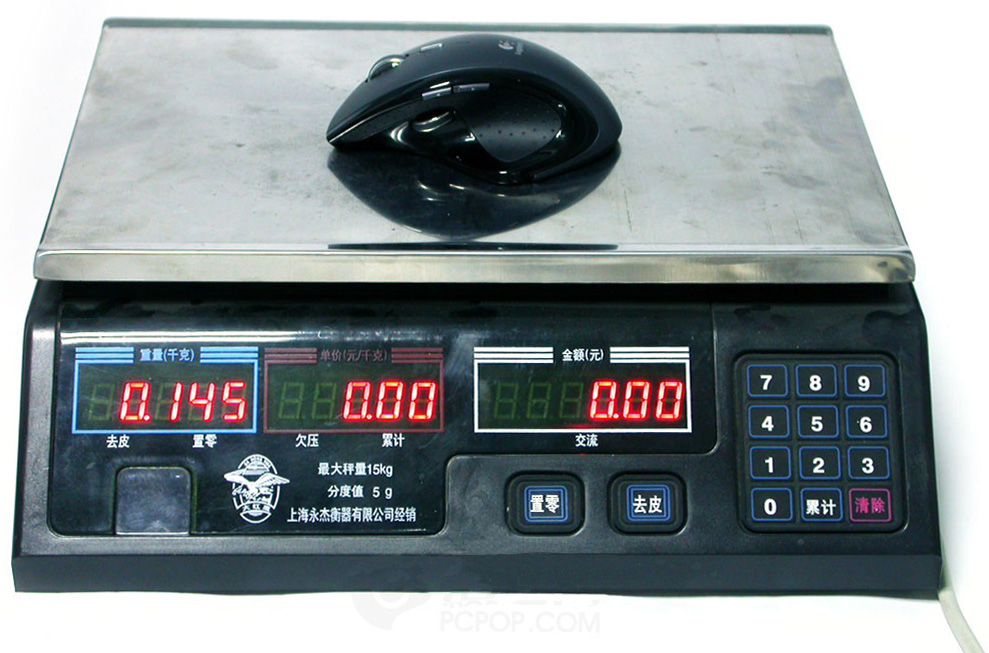 重量(千克)
单价(元/千克)
金额(元)
0.145
0.00
0.00
去皮
置零
欠压
累计
交流
最大秤量15kg
分度值 5g
上海永杰衡器有限公司经销
置零
去皮
7 8 9
4 5 6
1 2 3
0 累计 清除
PCPOP.COM